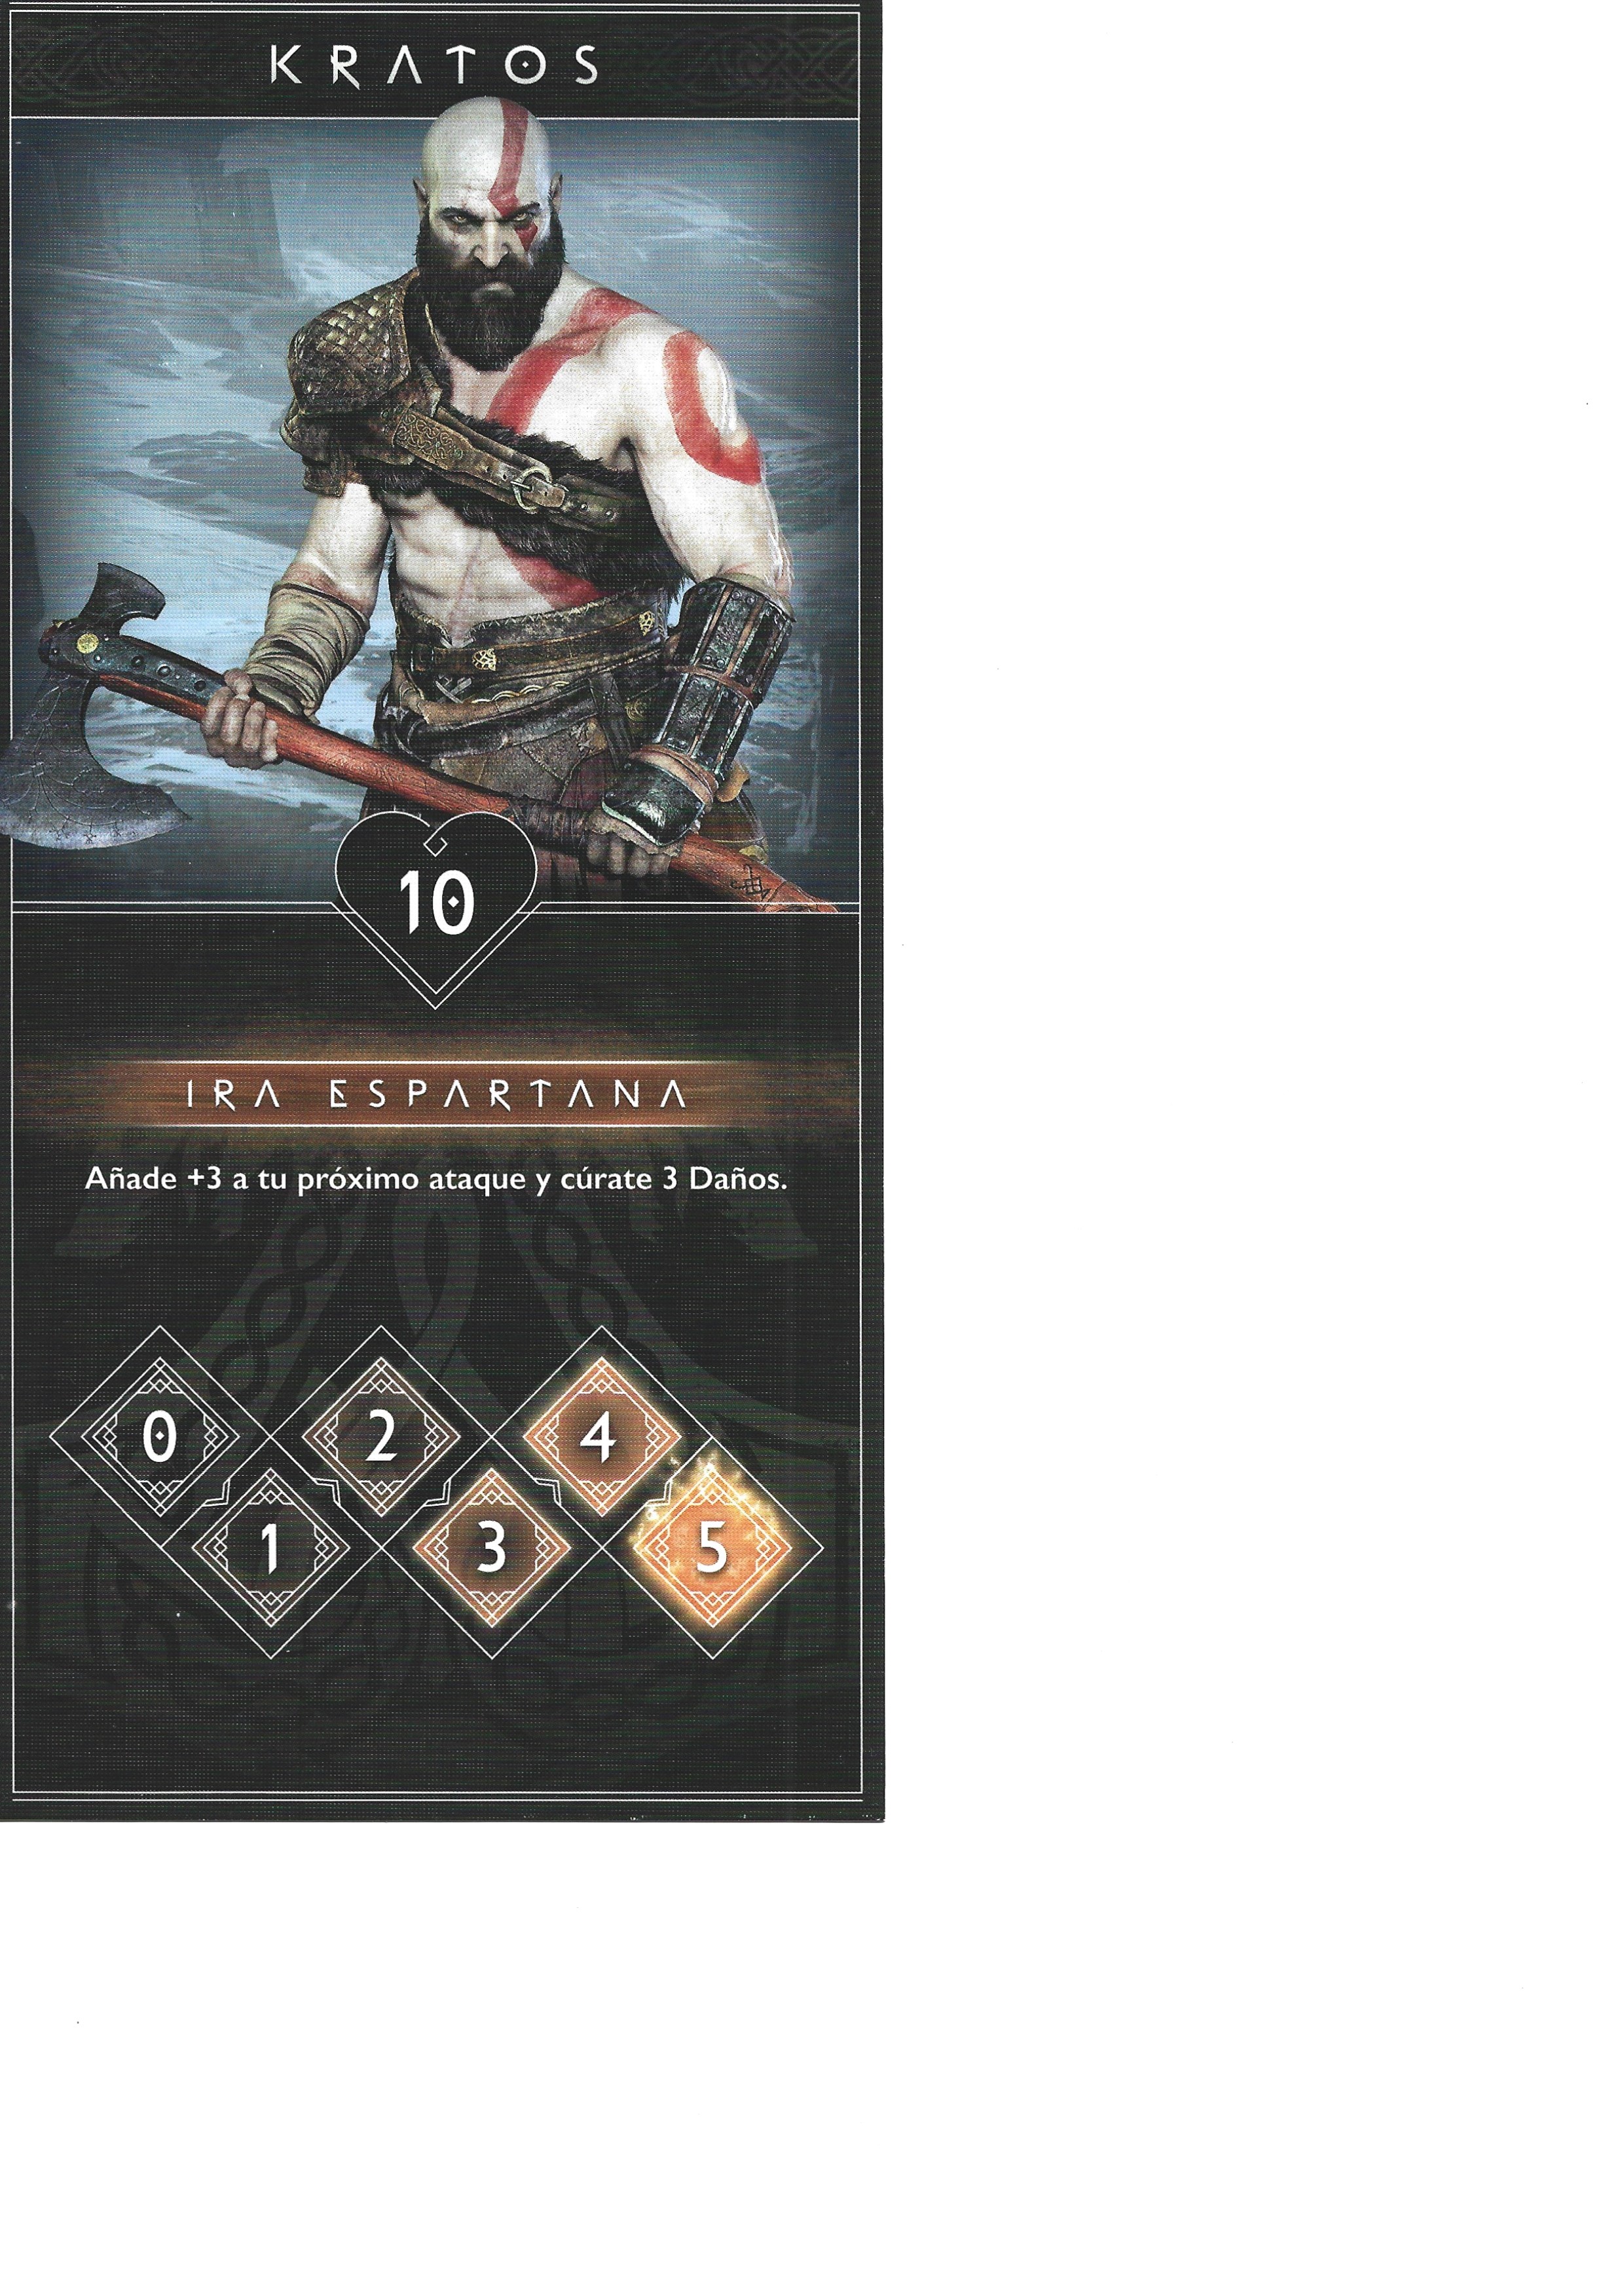 KRATOS
10
IRA ESPARTANA
Añade +3 a tu próximo ataque y cúrate 3 Daños.
0 2 4
1 3 5